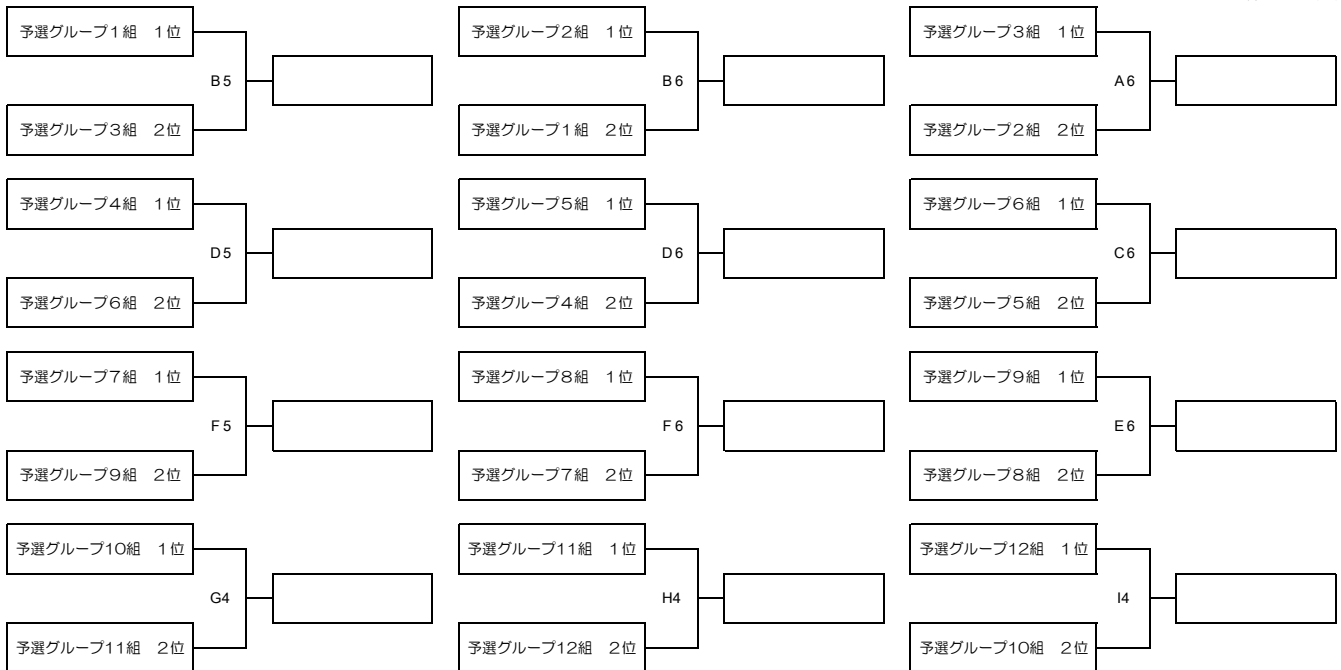 予選グループ1組　1位
B5
予選グループ3組　2位
予選グループ2組　1位
B6
予選グループ1組　2位
予選グループ3組　1位
A6
予選グループ2組　2位
予選グループ4組　1位
D5
予選グループ6組　2位
予選グループ5組　1位
D6
予選グループ4組　2位
予選グループ6組　1位
C6
予選グループ5組　2位
予選グループ7組　1位
F5
予選グループ9組　2位
予選グループ8組　1位
F6
予選グループ7組　2位
予選グループ9組　1位
E6
予選グループ8組　2位
予選グループ10組　1位
G4
予選グループ11組　2位
予選グループ11組　1位
H4
予選グループ12組　2位
予選グループ12組　1位
I4
予選グループ10組　2位